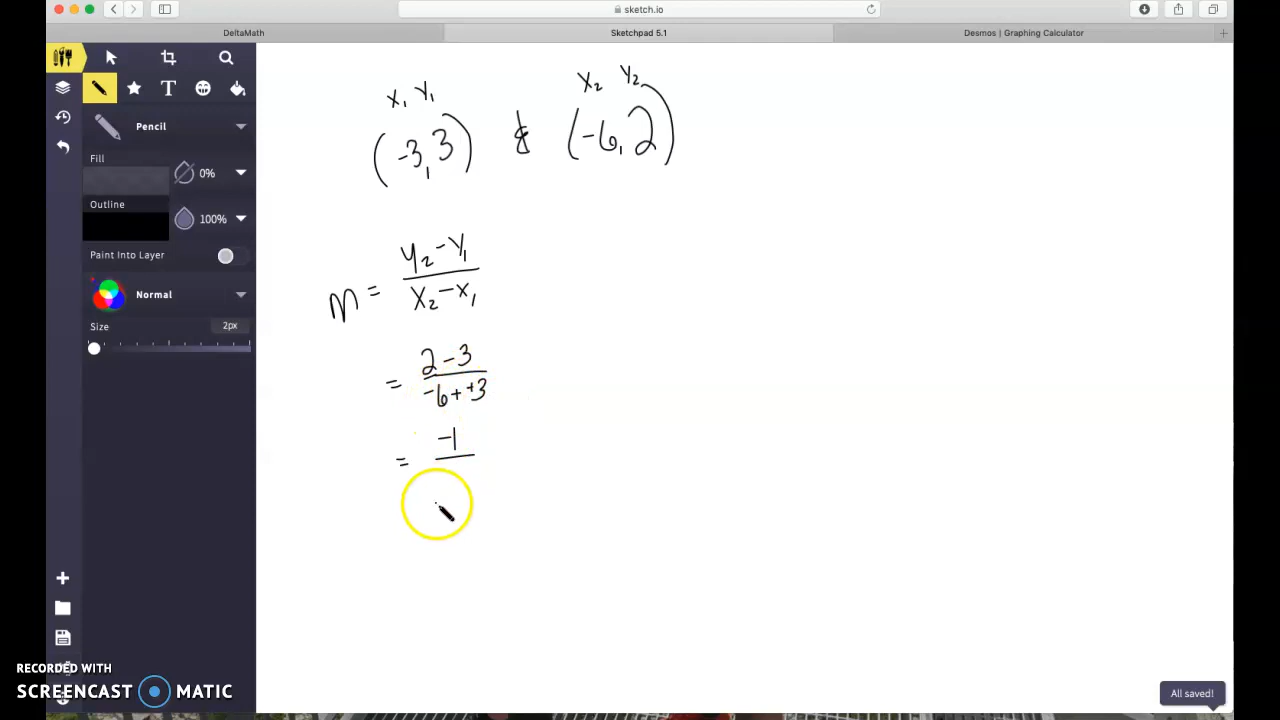 sketch.io
DeltaMath
Sketchpad 5.1
Desmos | Graphing Calculator
Pencil
Fill
0%
Outline
100%
Paint Into Layer
Normal
Size
2px
x₁ y₁ x₂ y₂
(-3, 3) & (-6, 2)
m = y₂-y₁ / x₂-x₁
= 2-3 / -6++3
= -1
RECORDED WITH
SCREENCAST MATIC
All saved!